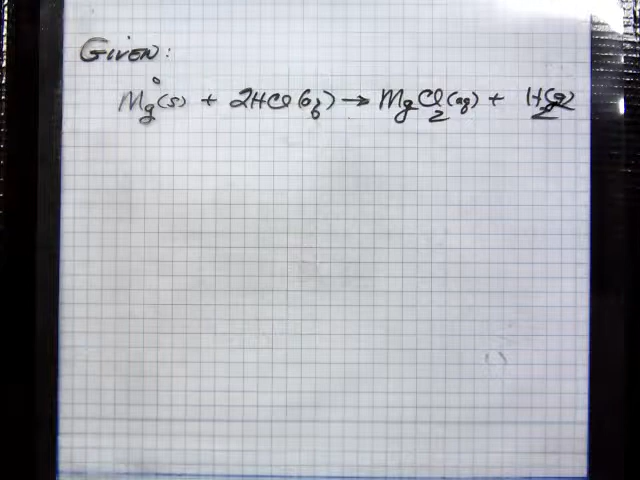 GIVEN:
Mg°(s) + 2HCl(aq) → MgCl₂(aq) + H₂(g)